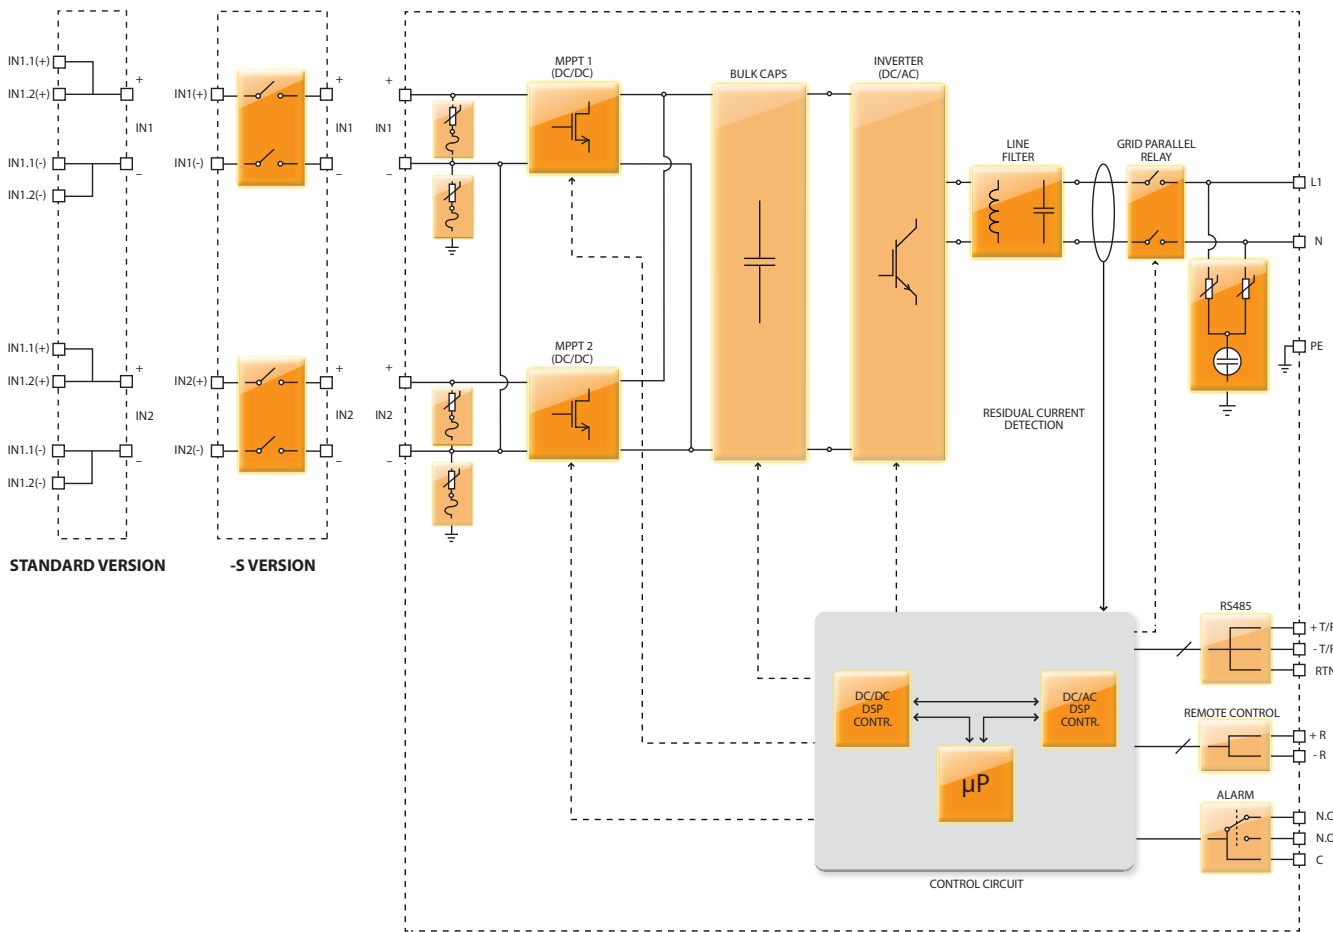 IN1.1(+)
IN1.2(+)
+
IN1
IN1.1(-)
IN1.2(-)
–
IN1.1(+)
IN1.2(+)
+
IN2
IN1.1(-)
IN1.2(-)
–
STANDARD VERSION
IN1(+)
+
IN1
IN1(-)
–
IN2(+)
+
IN2
IN2(-)
–
-S VERSION
+
IN1
–
+
IN2
–
MPPT 1
(DC/DC)
MPPT 2
(DC/DC)
BULK CAPS
INVERTER
(DC/AC)
LINE
FILTER
GRID PARALLEL
RELAY
L1
N
PE
RESIDUAL CURRENT
DETECTION
DC/DC
DSP
CONTR.
DC/AC
DSP
CONTR.
µP
CONTROL CIRCUIT
RS485
+ T/R
- T/R
RTN
REMOTE CONTROL
+ R
- R
ALARM
N.C
N.O
C